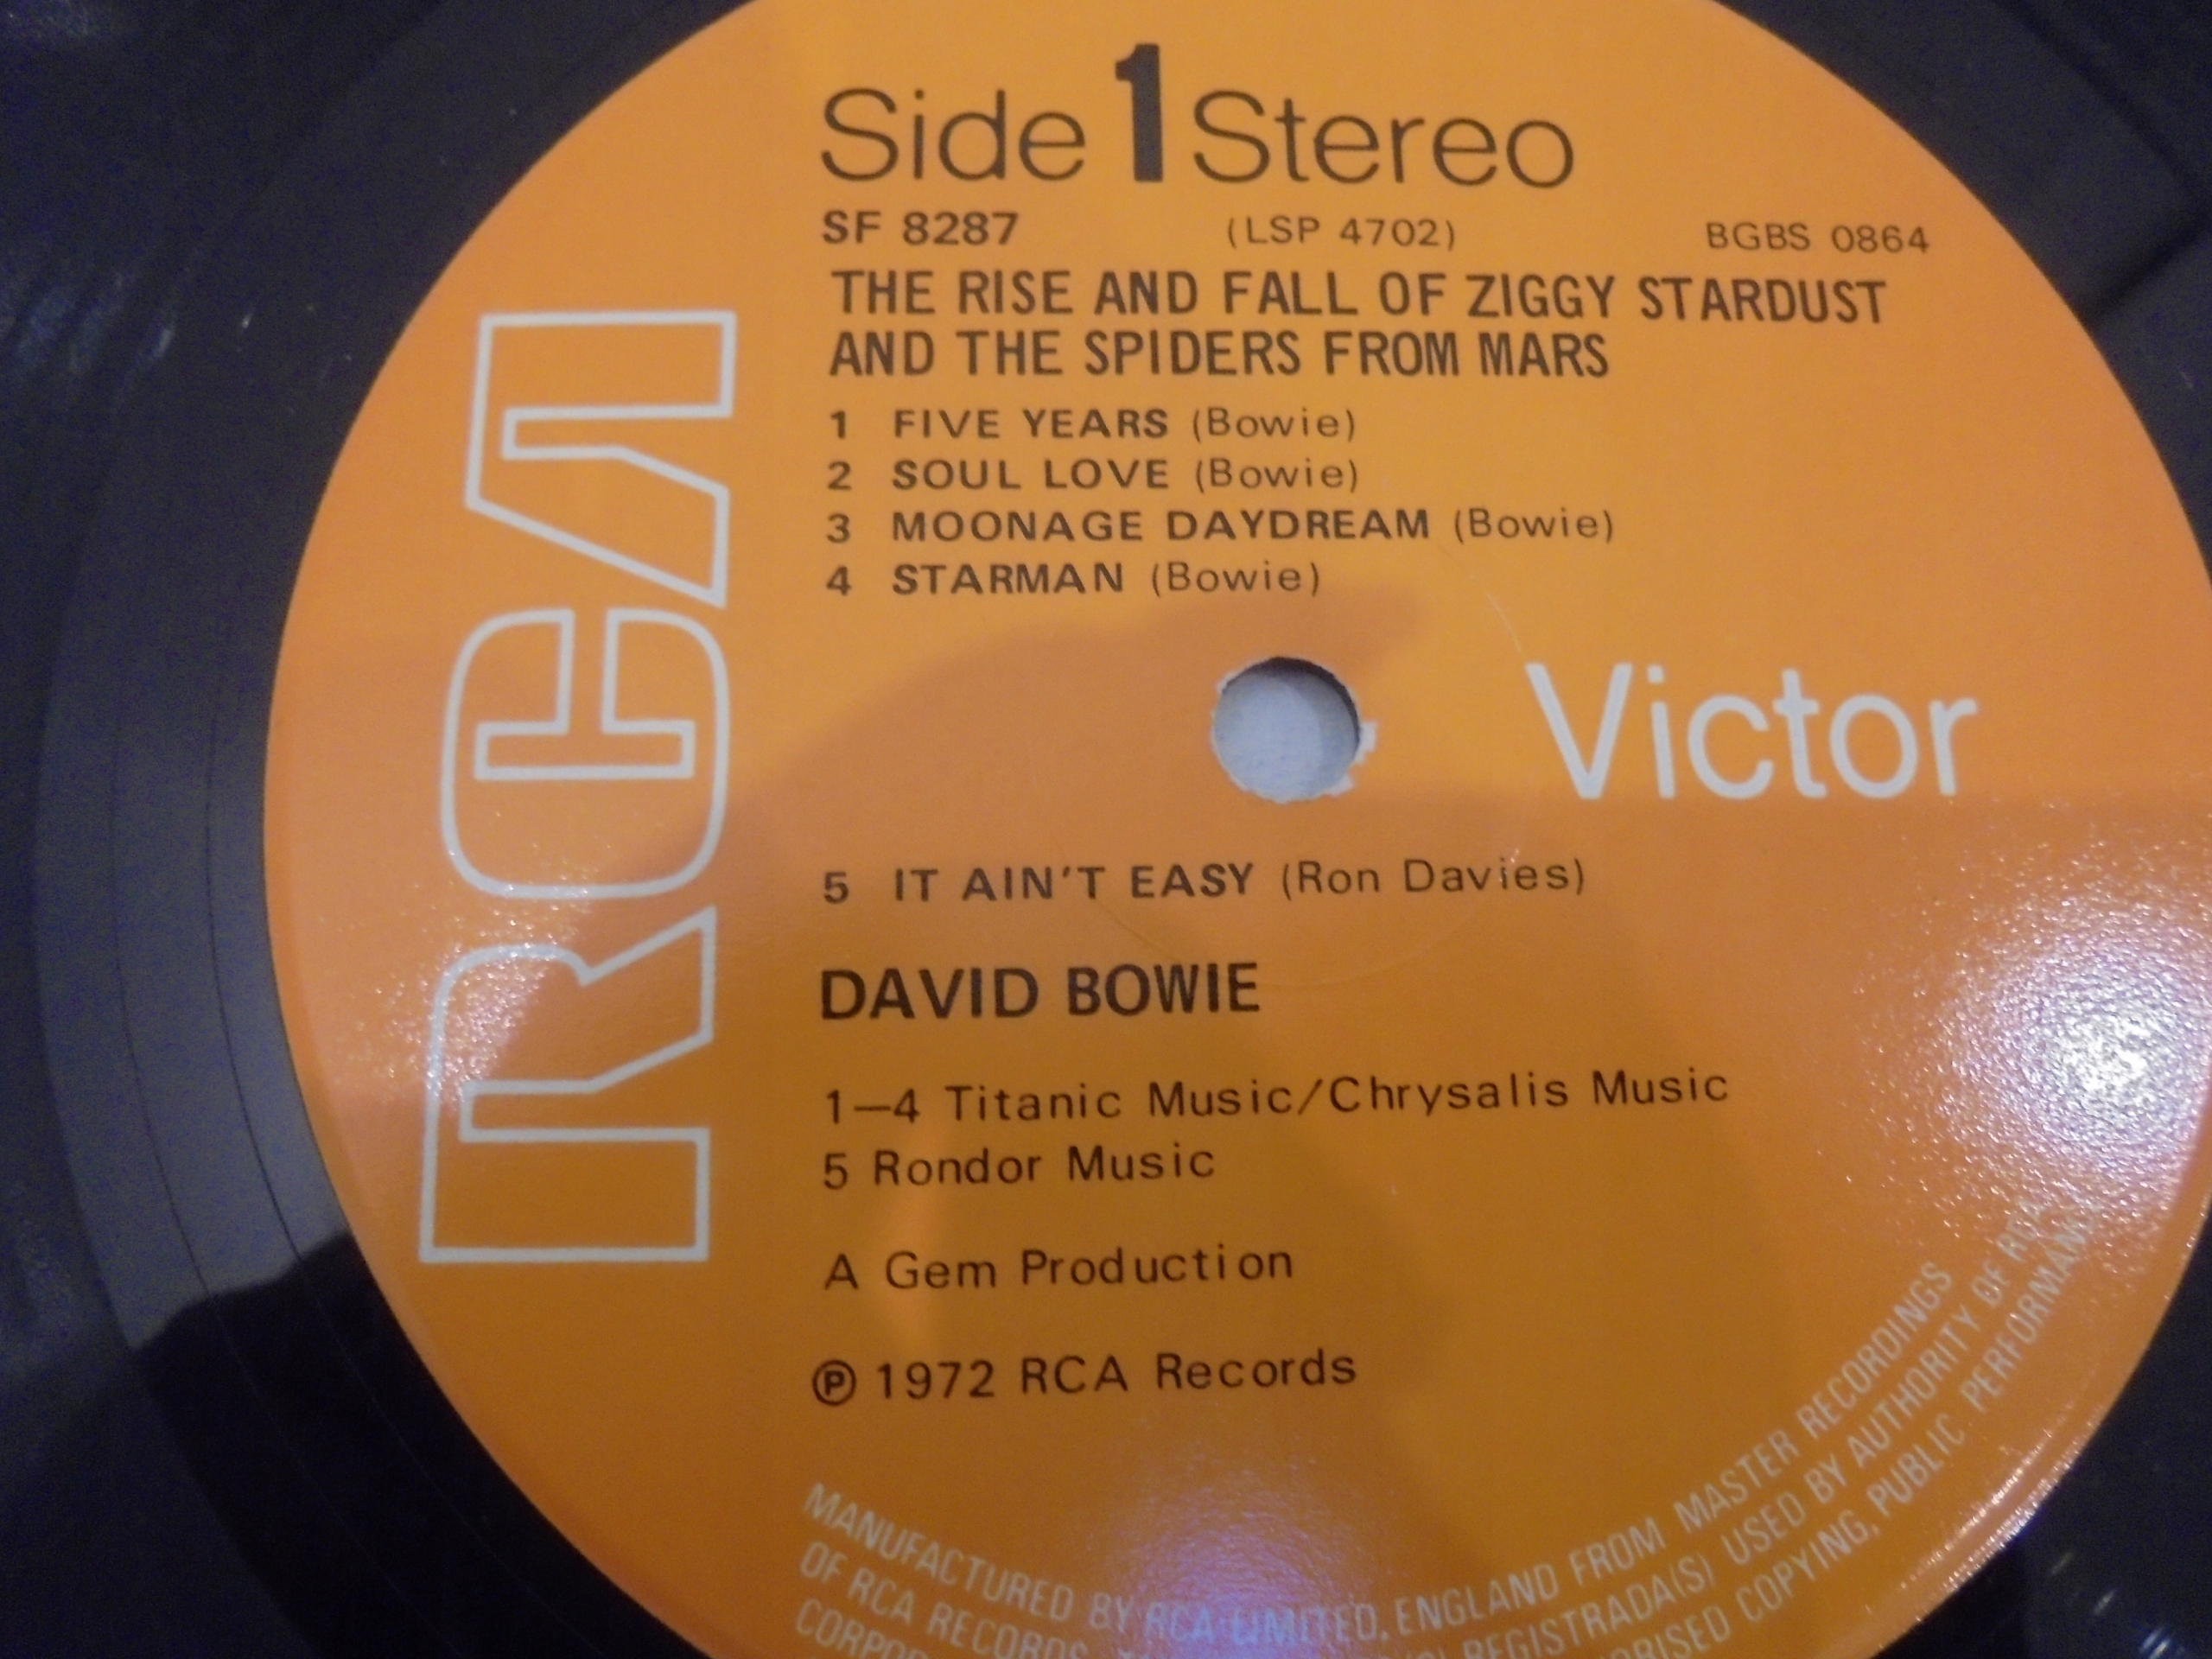 Side 1 Stereo
SF 8287 (LSP 4702) BGBS 0864
THE RISE AND FALL OF ZIGGY STARDUST
AND THE SPIDERS FROM MARS
1 FIVE YEARS (Bowie)
2 SOUL LOVE (Bowie)
3 MOONAGE DAYDREAM (Bowie)
4 STARMAN (Bowie)
RCA
Victor
5 IT AIN'T EASY (Ron Davies)
DAVID BOWIE
1—4 Titanic Music/Chrysalis Music
5 Rondor Music
A Gem Production
℗ 1972 RCA Records
MANUFACTURED BY RCA LIMITED, ENGLAND FROM MASTER RECORDINGS
OF RCA RECORDS. REGISTRADA(S) USED BY AUTHORITY OF RCA
COPYING, PUBLIC PERFORMANCE